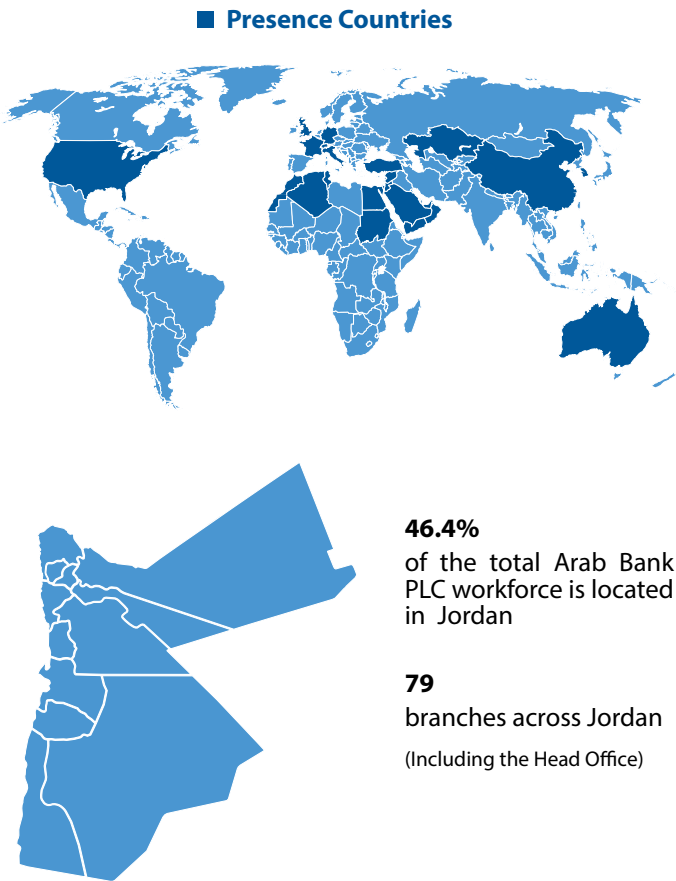 Presence Countries
46.4%
of the total Arab Bank
PLC workforce is located
in Jordan
79
branches across Jordan
(Including the Head Office)